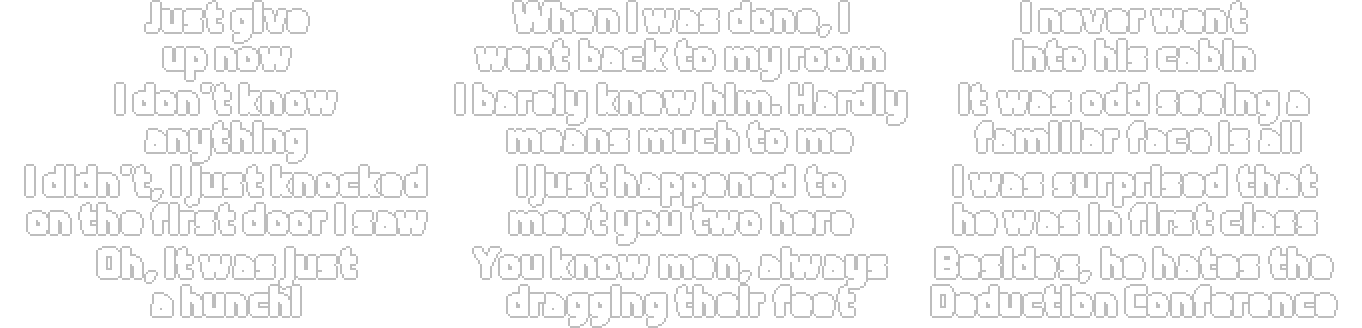 Just give
up now
I don't know
anything
I didn't, I just knocked
on the first door I saw
Oh, it was just
a hunch!
When I was done, I
went back to my room
I barely knew him. Hardly
means much to me
I just happened to
meet you two here
You know men, always
dragging their feet
I never went
into his cabin
It was odd seeing a
familiar face is all
I was surprised that
he was in first class
Besides, he hates the
Deduction Conference